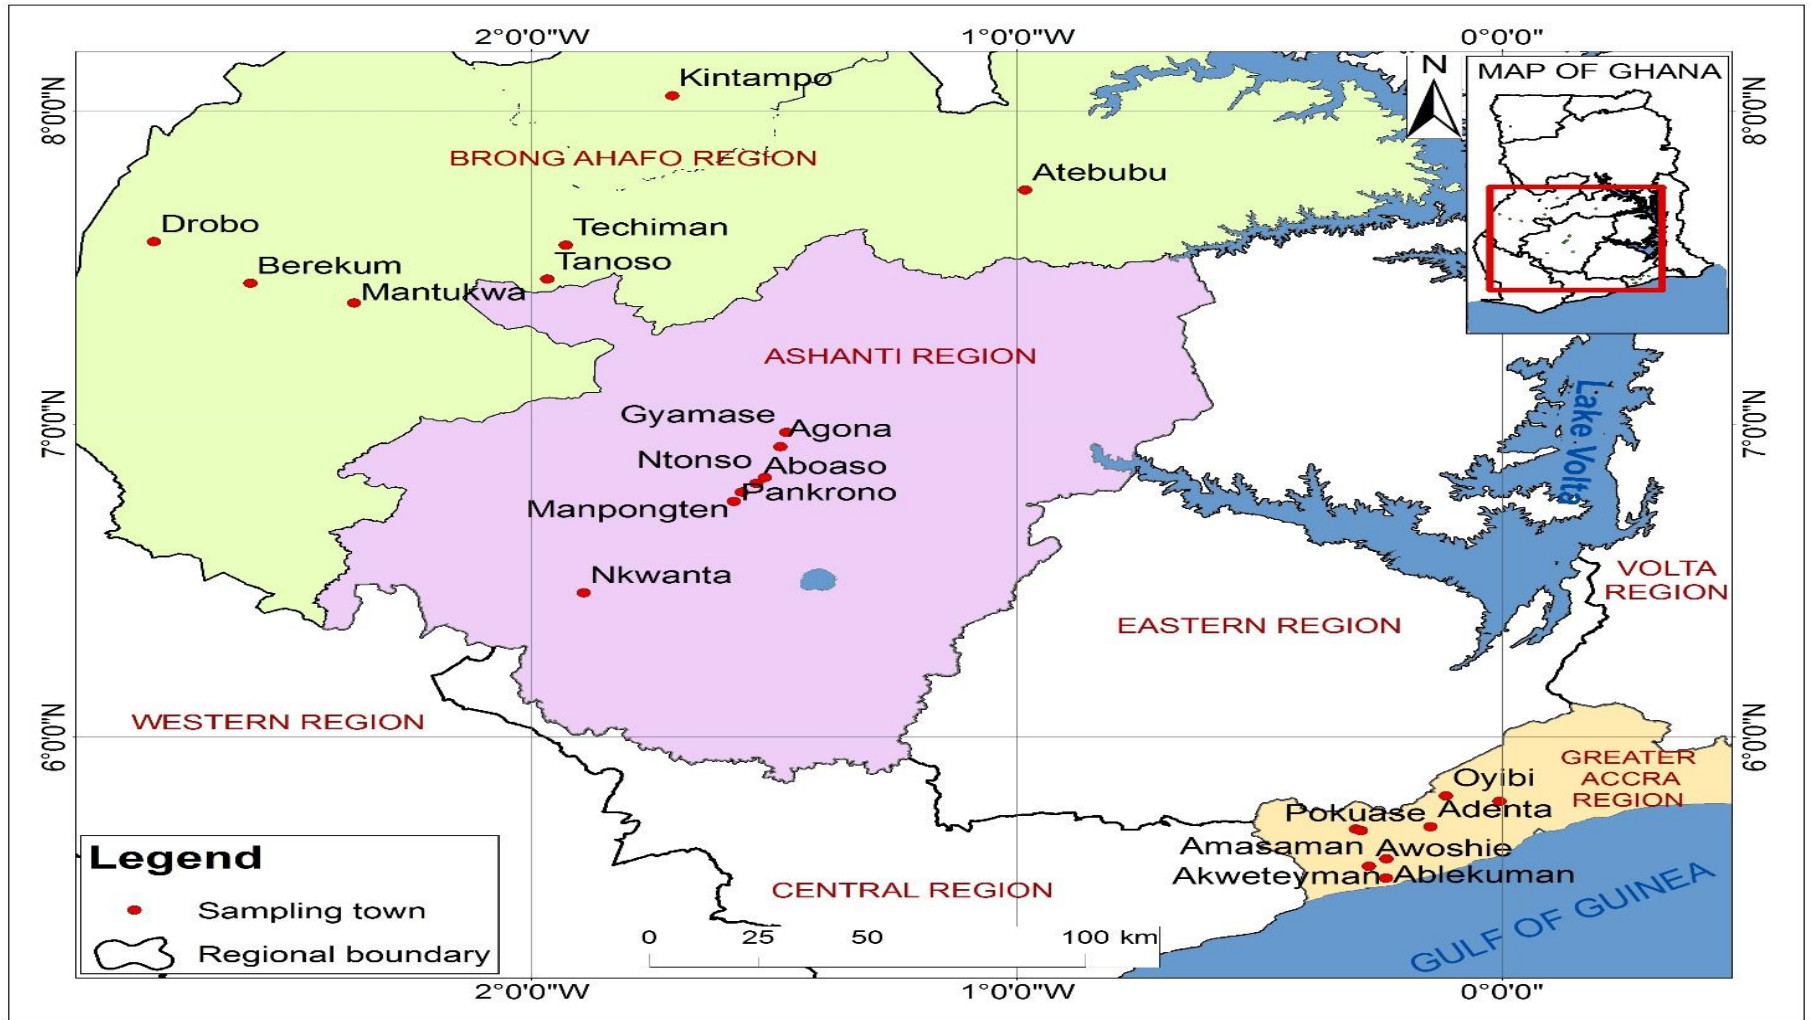 2°0'0"W 1°0'0"W 0°0'0"
N
MAP OF GHANA
8°0'0"N
8°0'0"N
Kintampo
BRONG AHAFO REGION
Atebubu
Drobo
Techiman
Berekum
Tanoso
Mantukwa
ASHANTI REGION
7°0'0"N
7°0'0"N
Lake Volta
Gyamase
Agona
Ntonso
Aboaso
Pankrono
Manpongten
Nkwanta
VOLTA
REGION
EASTERN REGION
WESTERN REGION
6°0'0"N
6°0'0"N
GREATER
ACCRA
REGION
Oyibi
Pokuase
Adenta
Amasaman
Awoshie
Akweteyman
Ablekuman
CENTRAL REGION
GULF OF GUINEA
Legend
Sampling town
Regional boundary
0 25 50 100 km
2°0'0"W 1°0'0"W 0°0'0"